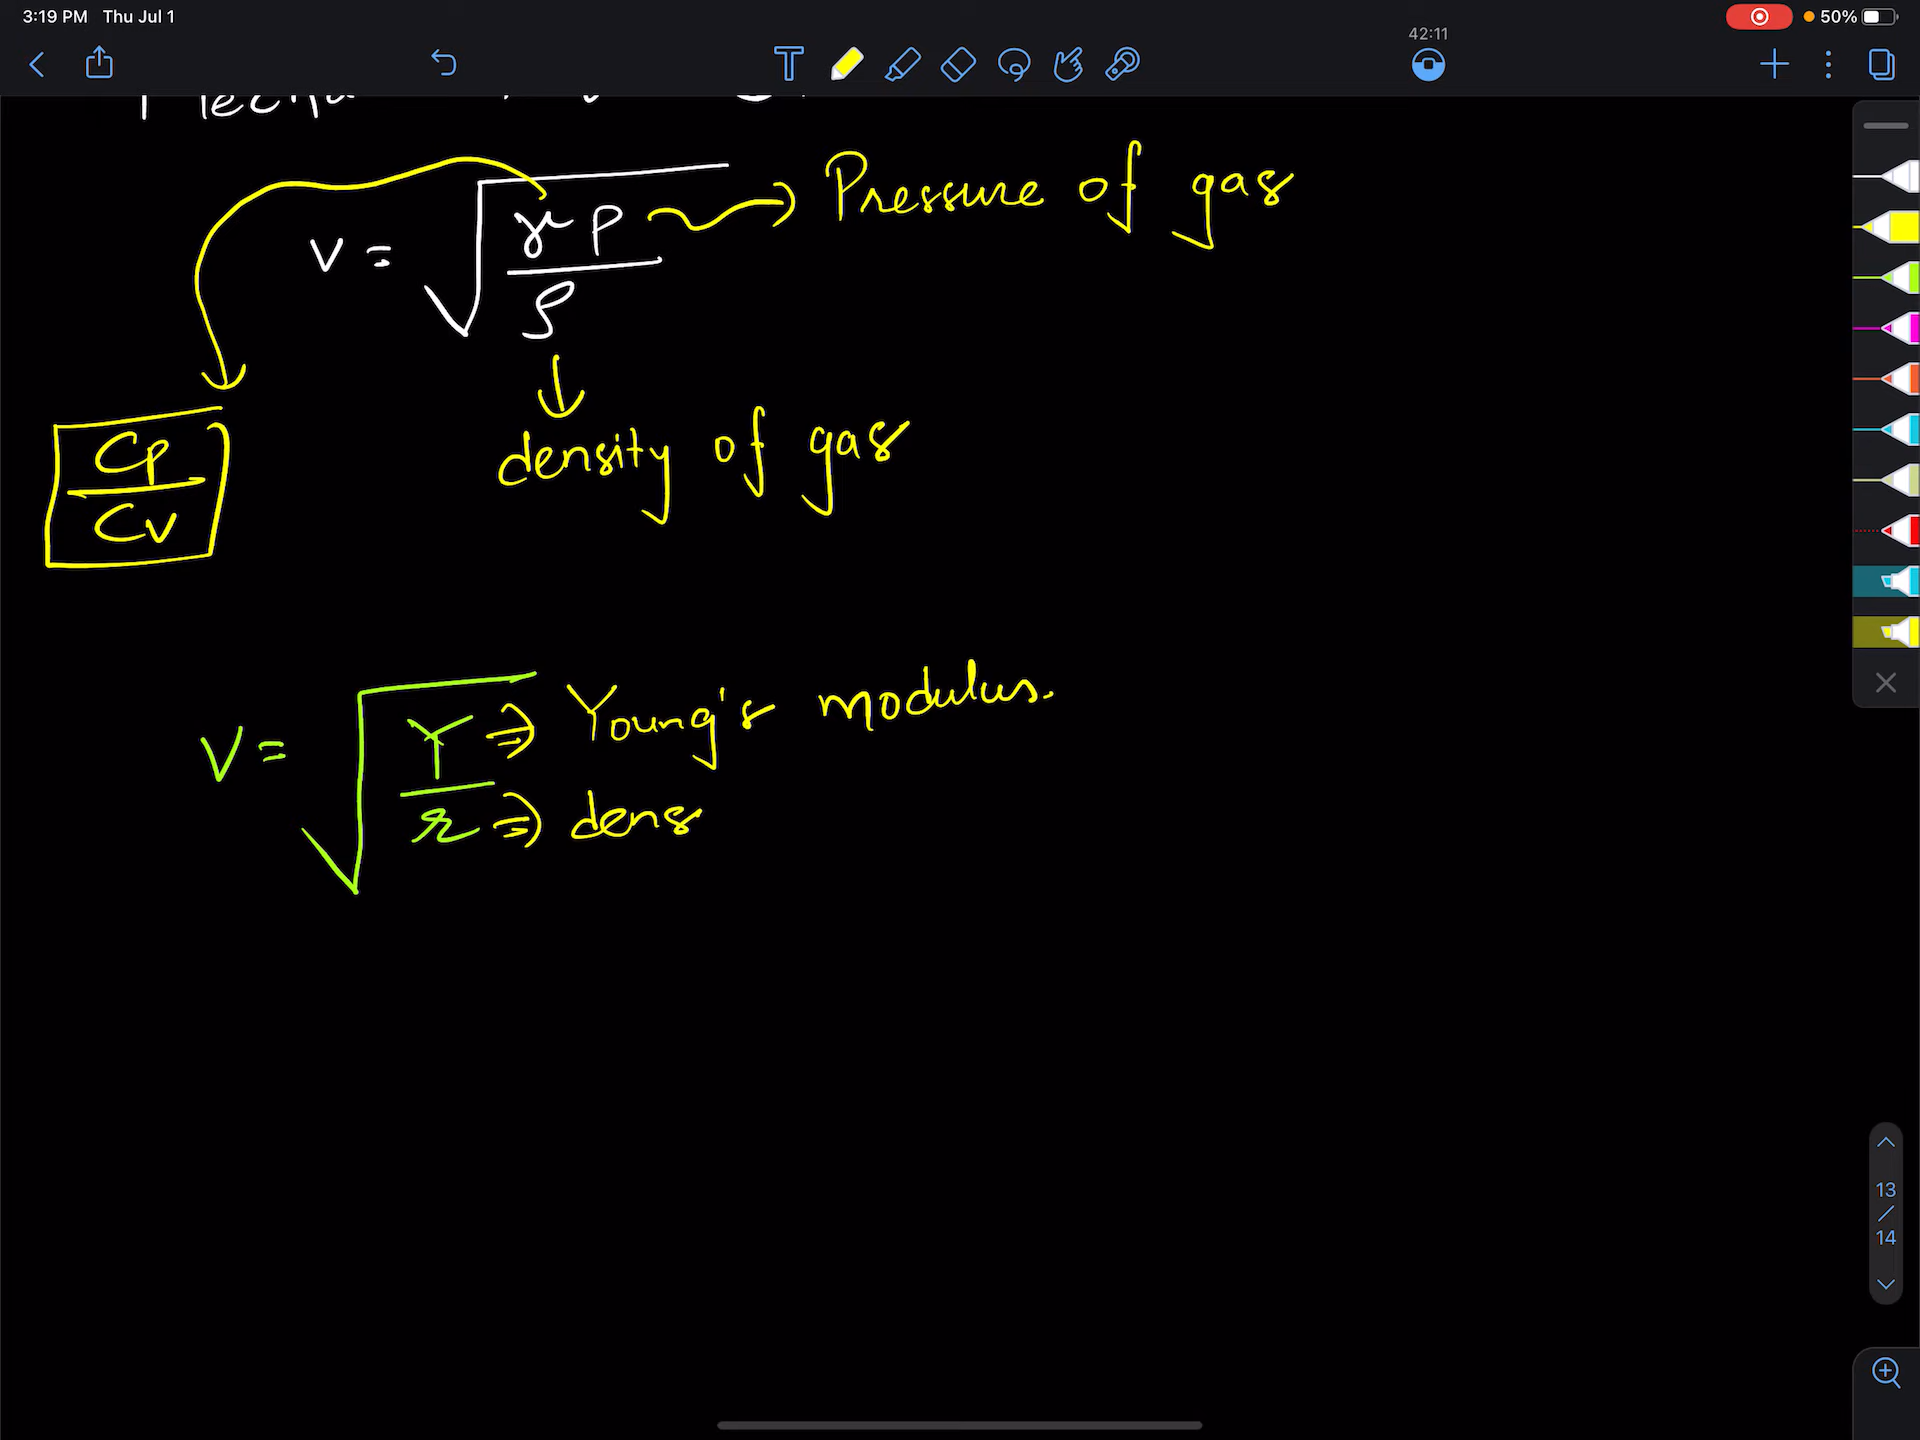 3:19 PM Thu Jul 1
50%
42:11
v = √(γP/ρ) Pressure of gas
Cp/Cv
density of gas
V = √(Y/r) ⇒ Young's modulus.
⇒ dens
13
/
14